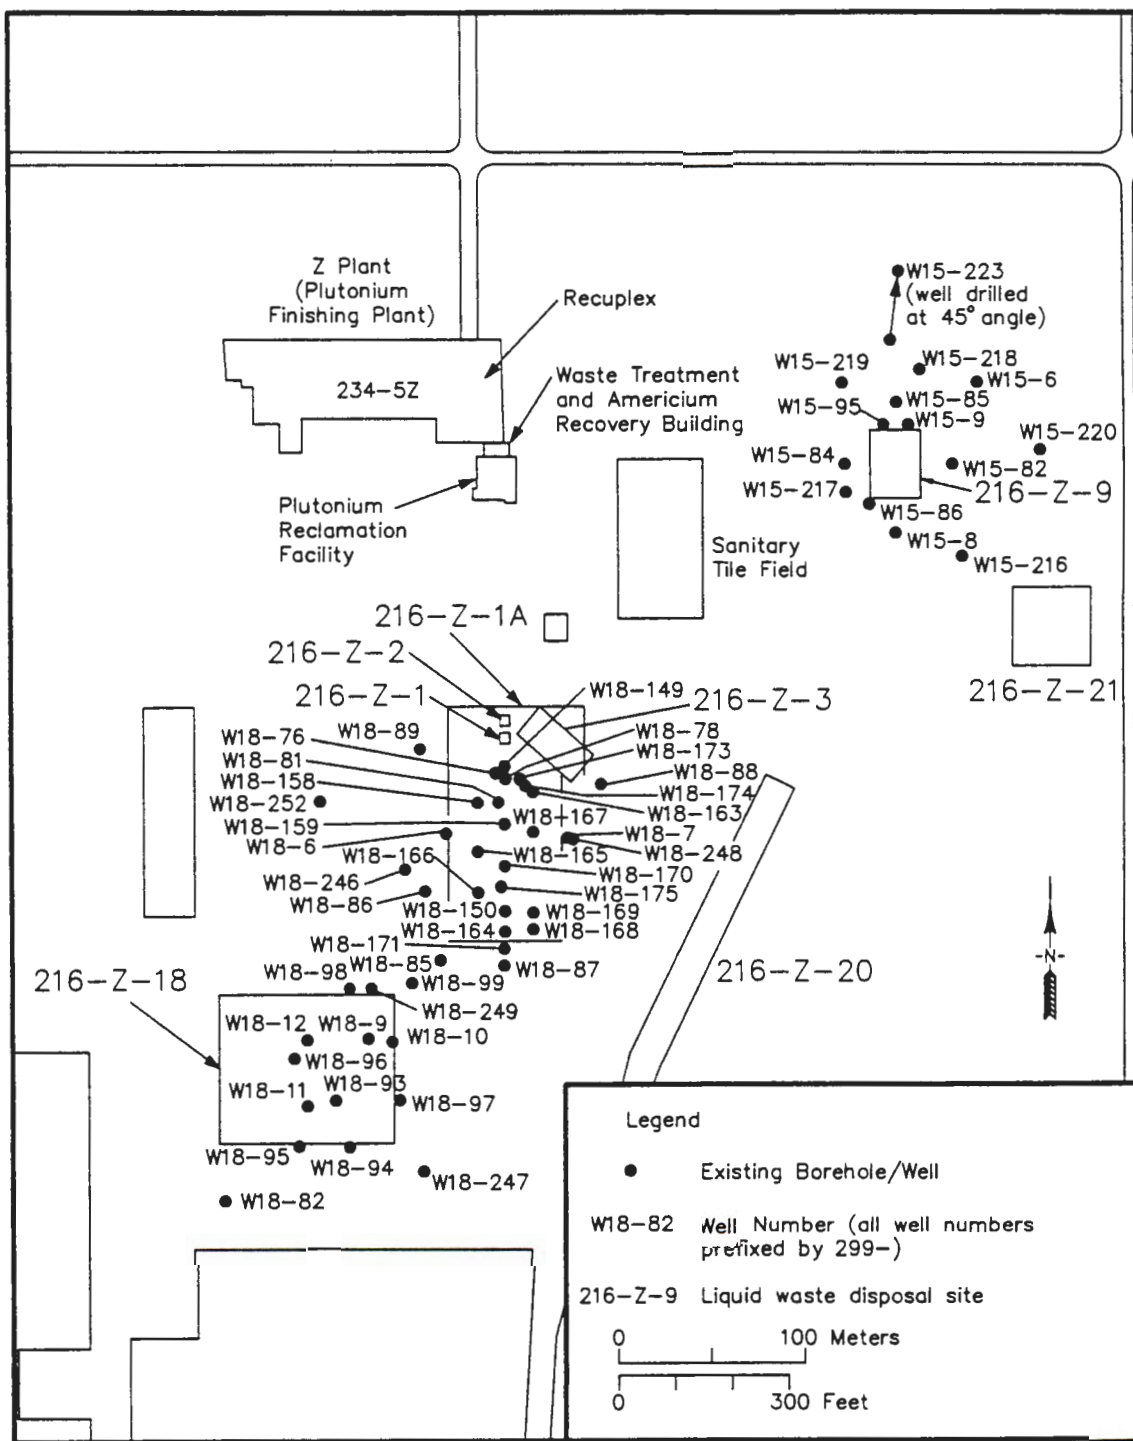 Z Plant
(Plutonium
Finishing Plant)
Recuplex
234-5Z
Waste Treatment
and Americium
Recovery Building
Plutonium
Reclamation
Facility
Sanitary
Tile Field
W15-223
(well drilled
at 45° angle)
W15-219
W15-218
W15-6
W15-85
W15-95
W15-9
W15-220
W15-84
W15-82
W15-217
216-Z-9
W15-86
W15-8
W15-216
216-Z-21
216-Z-1A
216-Z-2
216-Z-1
W18-149
216-Z-3
W18-89
W18-76
W18-78
W18-81
W18-173
W18-158
W18-88
W18-252
W18-174
W18-167
W18-163
W18-159
W18-6
W18-7
W18-166
W18-165
W18-248
W18-246
W18-170
W18-86
W18-175
W18-150
W18-169
W18-164
W18-168
W18-171
W18-85
W18-87
W18-98
W18-99
216-Z-20
216-Z-18
W18-249
W18-12
W18-9
W18-10
W18-96
W18-11
W18-93
W18-97
W18-95
W18-94
W18-247
W18-82
-N-
Legend
Existing Borehole/Well
W18-82 Well Number (all well numbers
prefixed by 299-)
216-Z-9 Liquid waste disposal site
0 100 Meters
0 300 Feet